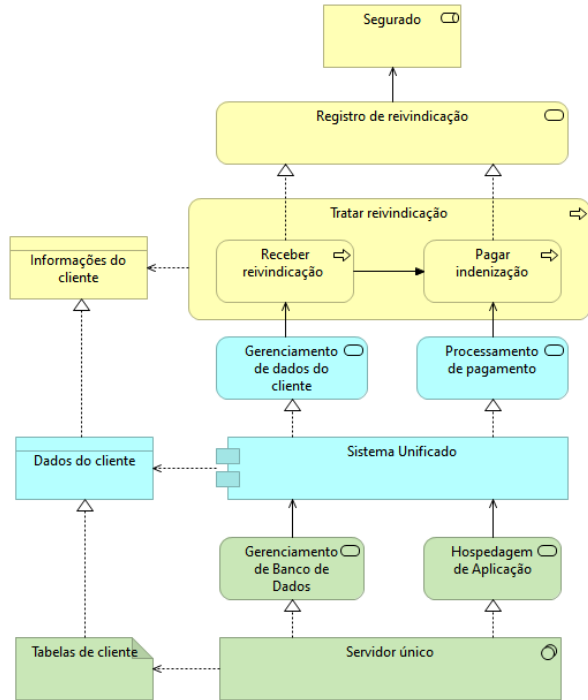 Segurado
Registro de reivindicação
Tratar reivindicação
Receber
reivindicação
Pagar
indenização
Informações do
cliente
Gerenciamento
de dados do
cliente
Processamento
de pagamento
Dados do cliente
Sistema Unificado
Gerenciamento
de Banco de
Dados
Hospedagem
de Aplicação
Tabelas de cliente
Servidor único